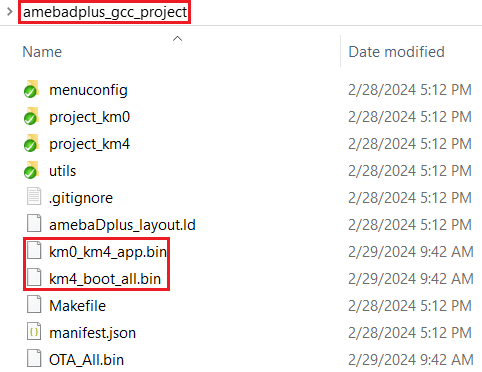 amebadplus_gcc_project
Name Date modified
menuconfig 2/28/2024 5:12 PM
project_km0 2/28/2024 5:12 PM
project_km4 2/28/2024 5:12 PM
utils 2/28/2024 5:12 PM
.gitignore 2/28/2024 5:12 PM
amebaDplus_layout.ld 2/28/2024 5:12 PM
km0_km4_app.bin 2/29/2024 9:42 AM
km4_boot_all.bin 2/29/2024 9:42 AM
Makefile 2/28/2024 5:12 PM
manifest.json 2/28/2024 5:12 PM
OTA_All.bin 2/29/2024 9:42 AM